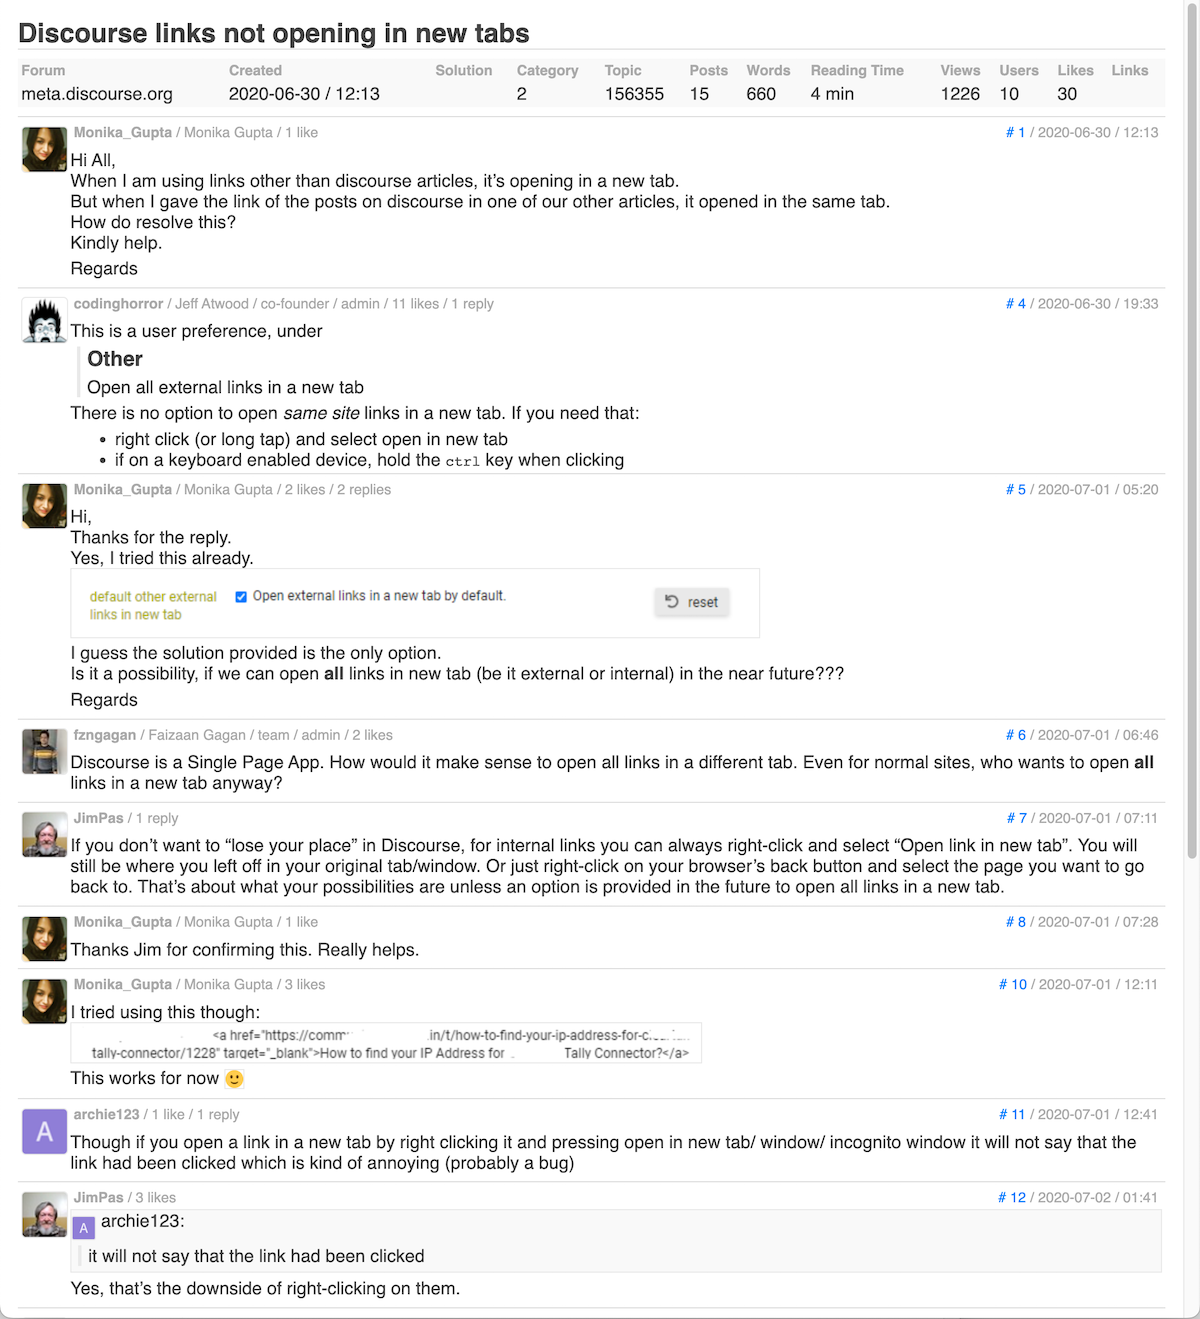 Discourse links not opening in new tabs
Forum Created Solution Category Topic Posts Words Reading Time Views Users Likes Links
meta.discourse.org 2020-06-30 / 12:13 2 156355 15 660 4 min 1226 10 30
Monika_Gupta / Monika Gupta / 1 like # 1 / 2020-06-30 / 12:13
Hi All,
When I am using links other than discourse articles, it’s opening in a new tab.
But when I gave the link of the posts on discourse in one of our other articles, it opened in the same tab.
How do resolve this?
Kindly help.
Regards
codinghorror / Jeff Atwood / co-founder / admin / 11 likes / 1 reply # 4 / 2020-06-30 / 19:33
This is a user preference, under
Other
Open all external links in a new tab
There is no option to open same site links in a new tab. If you need that:
• right click (or long tap) and select open in new tab
• if on a keyboard enabled device, hold the ctrl key when clicking
Monika_Gupta / Monika Gupta / 2 likes / 2 replies # 5 / 2020-07-01 / 05:20
Hi,
Thanks for the reply.
Yes, I tried this already.
default other external Open external links in a new tab by default. reset
links in new tab
I guess the solution provided is the only option.
Is it a possibility, if we can open all links in new tab (be it external or internal) in the near future???
Regards
fzngagan / Faizaan Gagan / team / admin / 2 likes # 6 / 2020-07-01 / 06:46
Discourse is a Single Page App. How would it make sense to open all links in a different tab. Even for normal sites, who wants to open all
links in a new tab anyway?
JimPas / 1 reply # 7 / 2020-07-01 / 07:11
If you don’t want to “lose your place” in Discourse, for internal links you can always right-click and select “Open link in new tab”. You will
still be where you left off in your original tab/window. Or just right-click on your browser’s back button and select the page you want to go
back to. That’s about what your possibilities are unless an option is provided in the future to open all links in a new tab.
Monika_Gupta / Monika Gupta / 1 like # 8 / 2020-07-01 / 07:28
Thanks Jim for confirming this. Really helps.
Monika_Gupta / Monika Gupta / 3 likes # 10 / 2020-07-01 / 12:11
I tried using this though:
<a href="https://comm .in/t/how-to-find-your-ip-address-for-c
tally-connector/1228" target="_blank">How to find your IP Address for Tally Connector?</a>
This works for now
archie123 / 1 like / 1 reply # 11 / 2020-07-01 / 12:41
A
Though if you open a link in a new tab by right clicking it and pressing open in new tab/ window/ incognito window it will not say that the
link had been clicked which is kind of annoying (probably a bug)
JimPas / 3 likes # 12 / 2020-07-02 / 01:41
A archie123:
it will not say that the link had been clicked
Yes, that’s the downside of right-clicking on them.